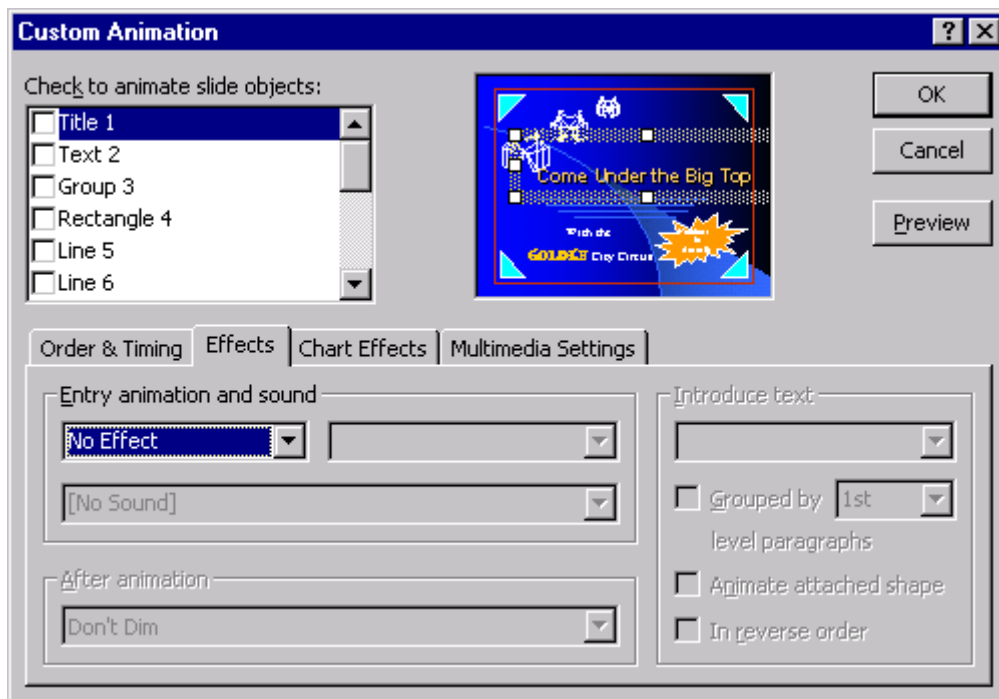 Custom Animation
Check to animate slide objects:
Title 1
Text 2
Group 3
Rectangle 4
Line 5
Line 6
Come Under the Big Top
With the
GOLDEN City Circus
OK
Cancel
Preview
Order & Timing Effects Chart Effects Multimedia Settings
Entry animation and sound
No Effect
[No Sound]
After animation
Don't Dim
Introduce text
Grouped by 1st
level paragraphs
Animate attached shape
In reverse order